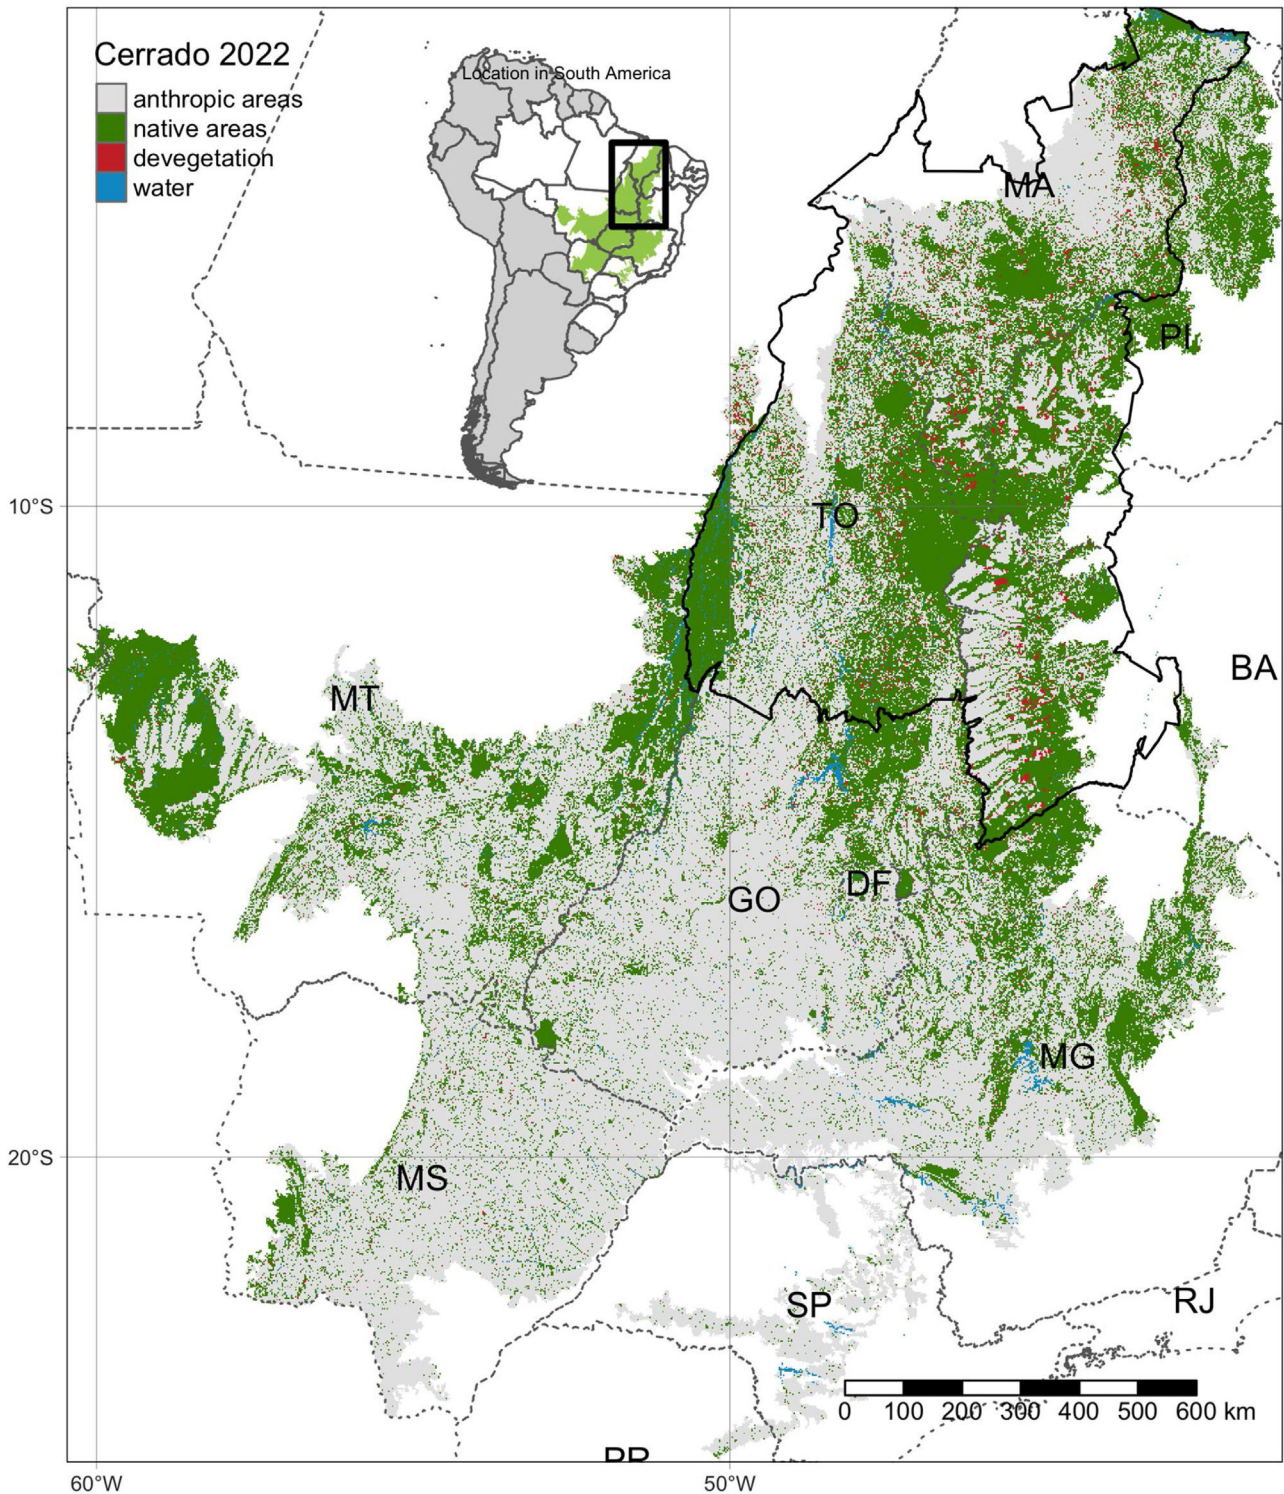 Cerrado 2022
anthropic areas
native areas
devegetation
water
Location in South America
MA
PI
10°S
TO
BA
MT
DF
GO
MG
20°S
MS
SP
RJ
0 100 200 300 400 500 600 km
PR
60°W
50°W